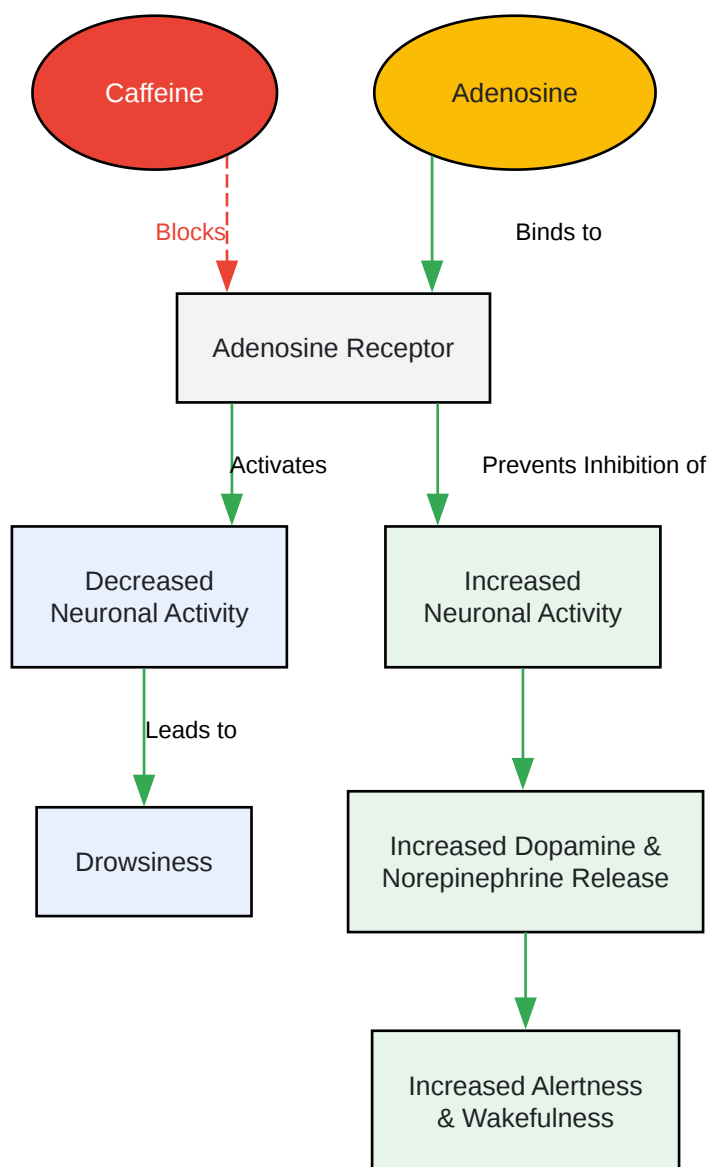 Caffeine
Adenosine
Blocks
Binds to
Adenosine Receptor
Activates
Prevents Inhibition of
Decreased
Neuronal Activity
Increased
Neuronal Activity
Leads to
Increased Dopamine &
Norepinephrine Release
Drowsiness
Increased Alertness
& Wakefulness